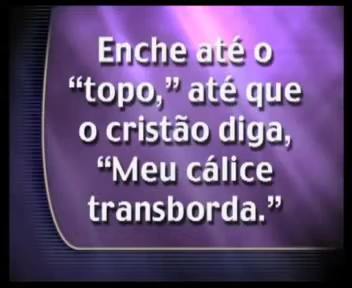 Enche até o
“topo,” até que
o cristão diga,
“Meu cálice
transborda.”